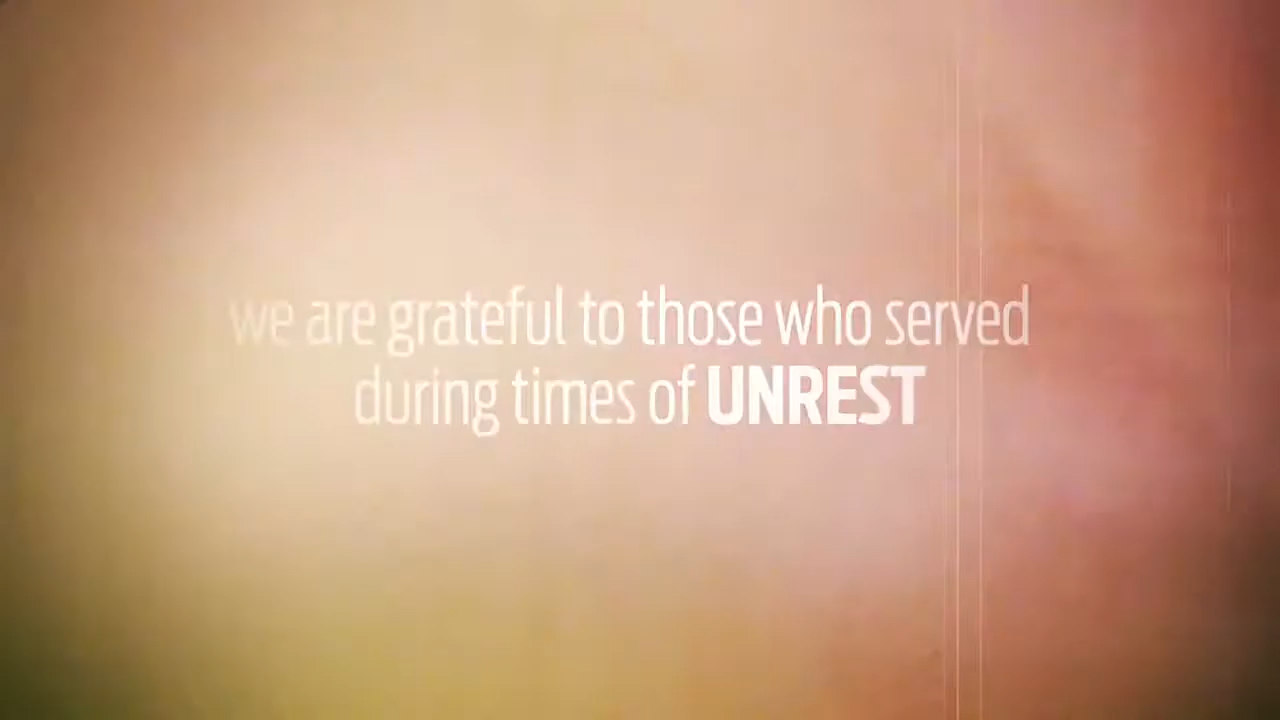 we are grateful to those who served
during times of UNREST